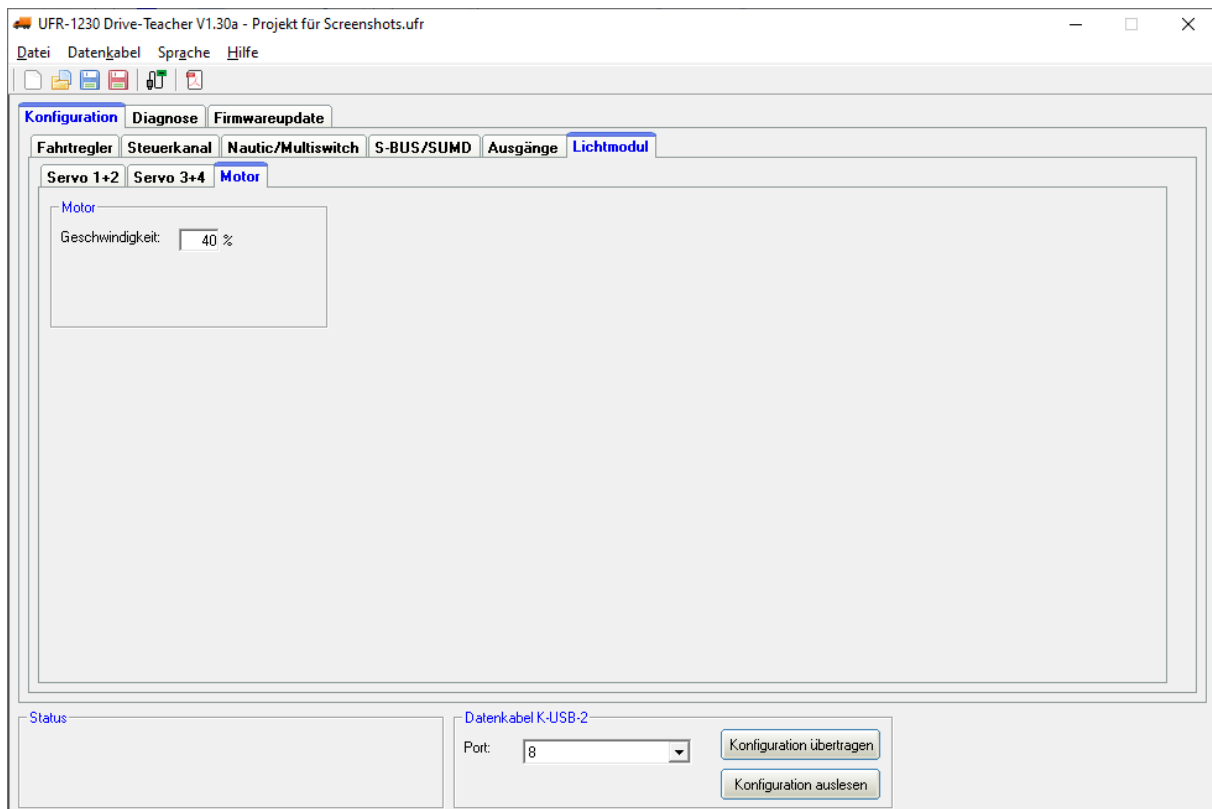 UFR-1230 Drive-Teacher V1.30a - Projekt für Screenshots.ufr
Datei Datenkabel Sprache Hilfe
Konfiguration Diagnose Firmwareupdate
Fahrtregler Steuerkanal Nautic/Multiswitch S-BUS/SUMD Ausgänge Lichtmodul
Servo 1+2 Servo 3+4 Motor
Motor
Geschwindigkeit: 40 %
Status
Datenkabel K-USB-2
Port: 8
Konfiguration übertragen
Konfiguration auslesen